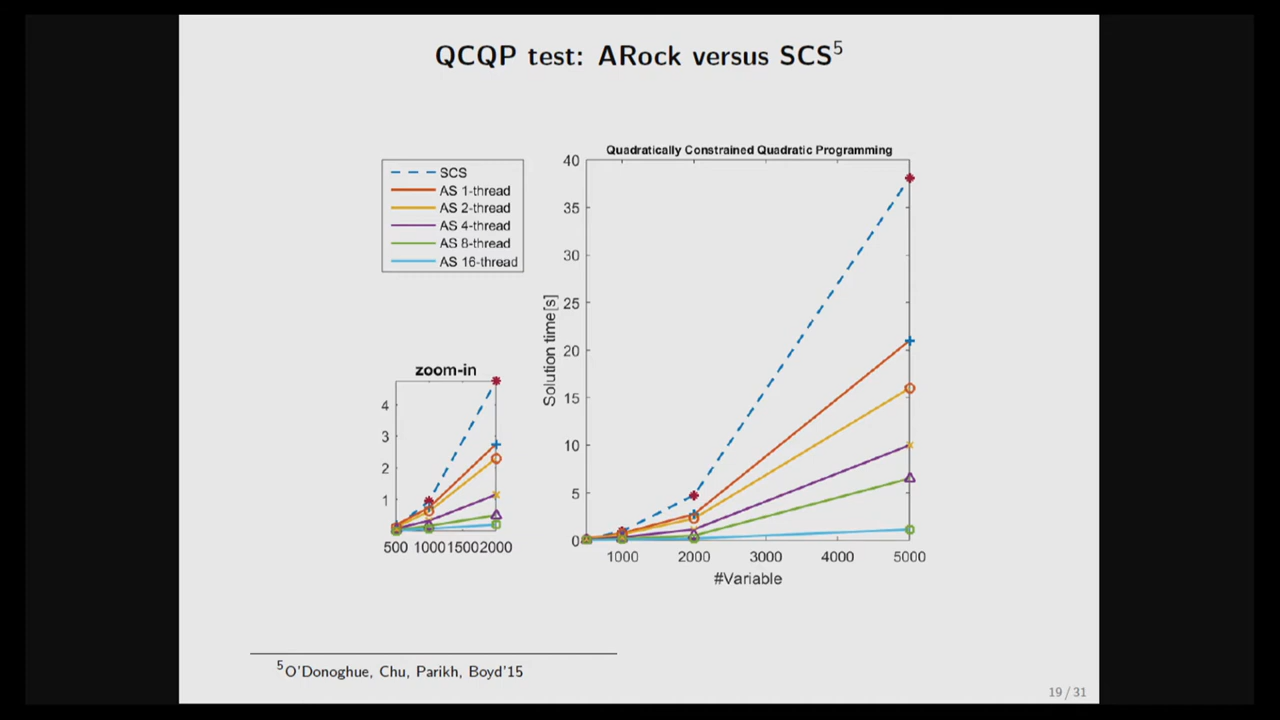 QCQP test: ARock versus SCS5
Quadratically Constrained Quadratic Programming
SCS
AS 1-thread
AS 2-thread
AS 4-thread
AS 8-thread
AS 16-thread
40
35
30
25
20
15
10
5
0
Solution time[s]
1000 2000 3000 4000 5000
#Variable
zoom-in
4
3
2
1
500 1000 1500 2000
5O'Donoghue, Chu, Parikh, Boyd'15
19 / 31